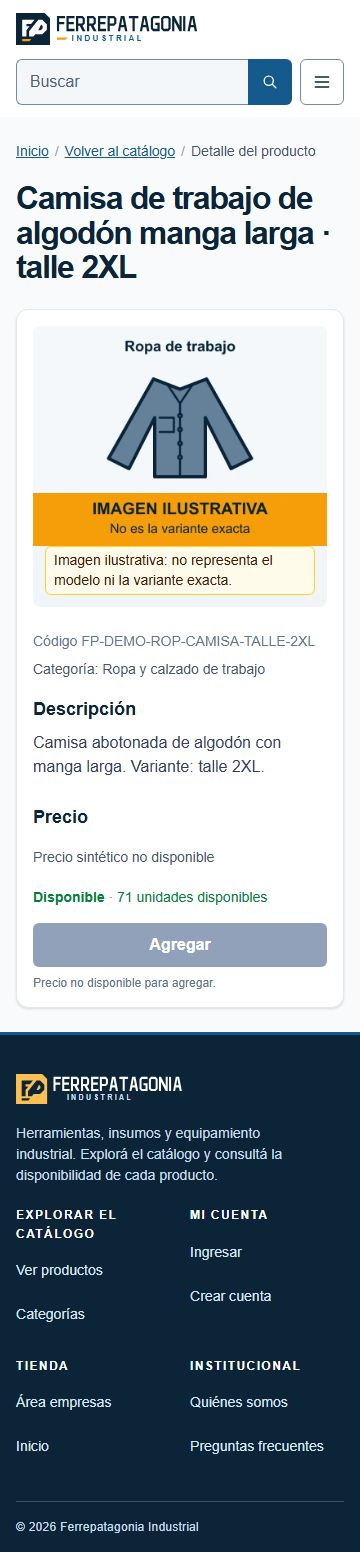 FERREPATAGONIA
INDUSTRIAL
Buscar
Inicio / Volver al catálogo / Detalle del producto
Camisa de trabajo de
algodón manga larga ·
talle 2XL
Ropa de trabajo
IMAGEN ILUSTRATIVA
No es la variante exacta
Imagen ilustrativa: no representa el
modelo ni la variante exacta.
Código FP-DEMO-ROP-CAMISA-TALLE-2XL
Categoría: Ropa y calzado de trabajo
Descripción
Camisa abotonada de algodón con
manga larga. Variante: talle 2XL.
Precio
Precio sintético no disponible
Disponible · 71 unidades disponibles
Agregar
Precio no disponible para agregar.
FERREPATAGONIA
INDUSTRIAL
Herramientas, insumos y equipamiento
industrial. Explorá el catálogo y consultá la
disponibilidad de cada producto.
EXPLORAR EL
CATÁLOGO
Ver productos
Categorías
MI CUENTA
Ingresar
Crear cuenta
TIENDA
Área empresas
Inicio
INSTITUCIONAL
Quiénes somos
Preguntas frecuentes
© 2026 Ferrepatagonia Industrial